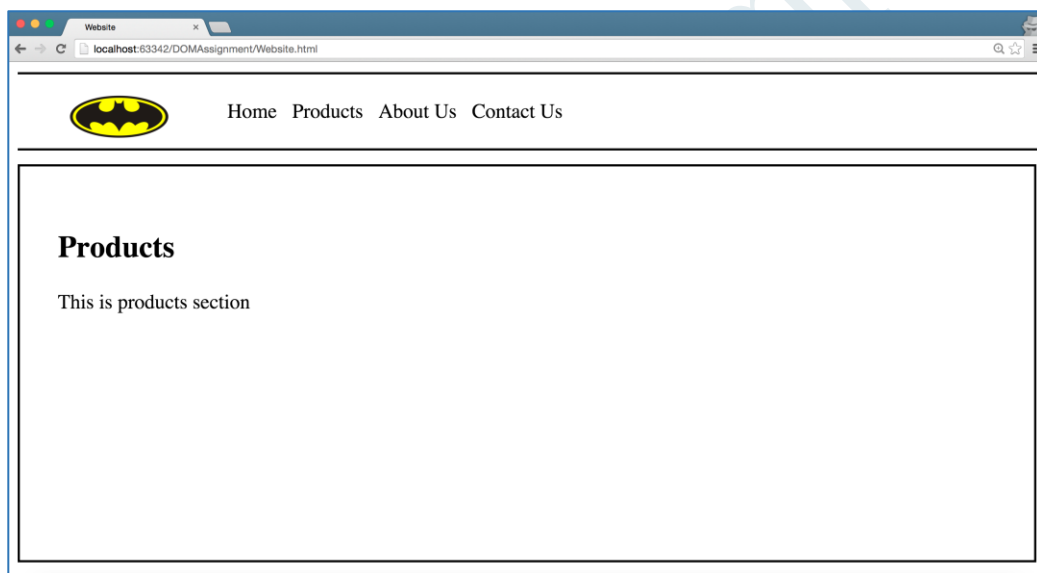 Website
localhost:63342/DOMAssignment/Website.html
Home Products About Us Contact Us
Products
This is products section